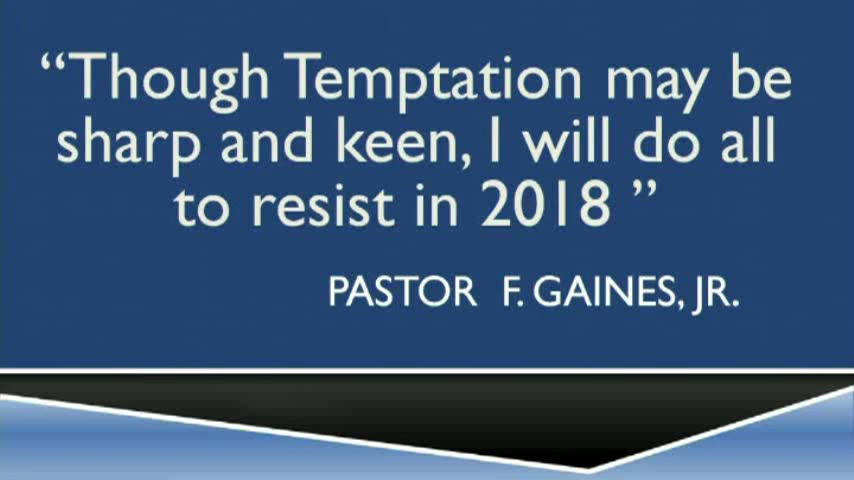 “Though Temptation may be
sharp and keen, I will do all
to resist in 2018 ”
PASTOR F. GAINES, JR.